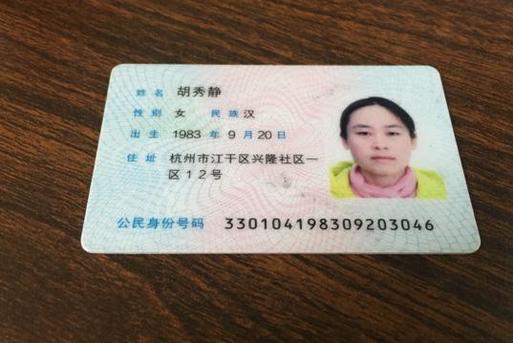 姓名 胡秀静
性别 女 民族 汉
出生 1983 年 9 月 20 日
住址 杭州市江干区兴隆社区一
区12号
公民身份号码 330104198309203046